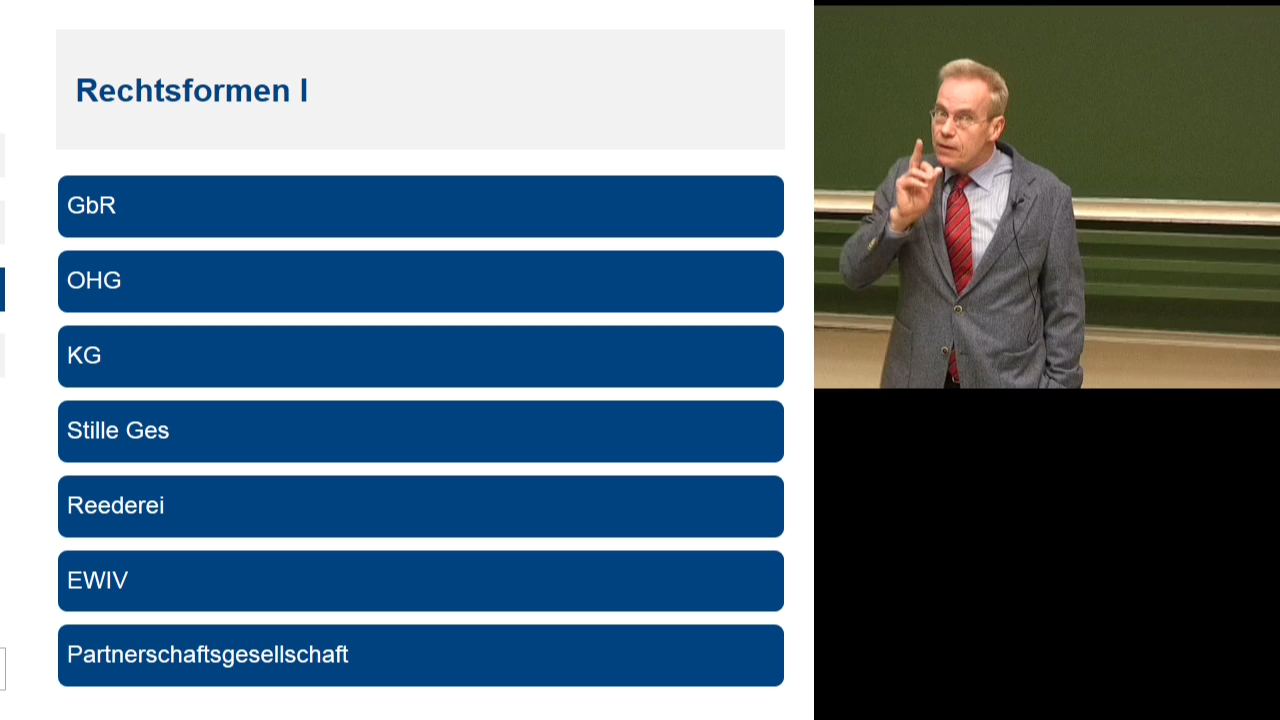 Rechtsformen I
GbR
OHG
KG
Stille Ges
Reederei
EWIV
Partnerschaftsgesellschaft